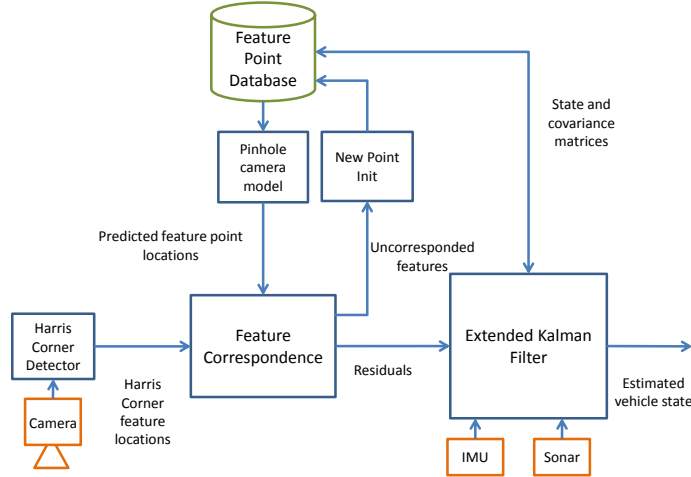 Feature
Point
Database
State and
covariance
matrices
Pinhole
camera
model
New Point
Init
Predicted feature point
locations
Uncorresponded
features
Harris
Corner
Detector
Feature
Correspondence
Extended Kalman
Filter
Residuals
Harris
Corner
feature
locations
Estimated
vehicle state
Camera
IMU
Sonar